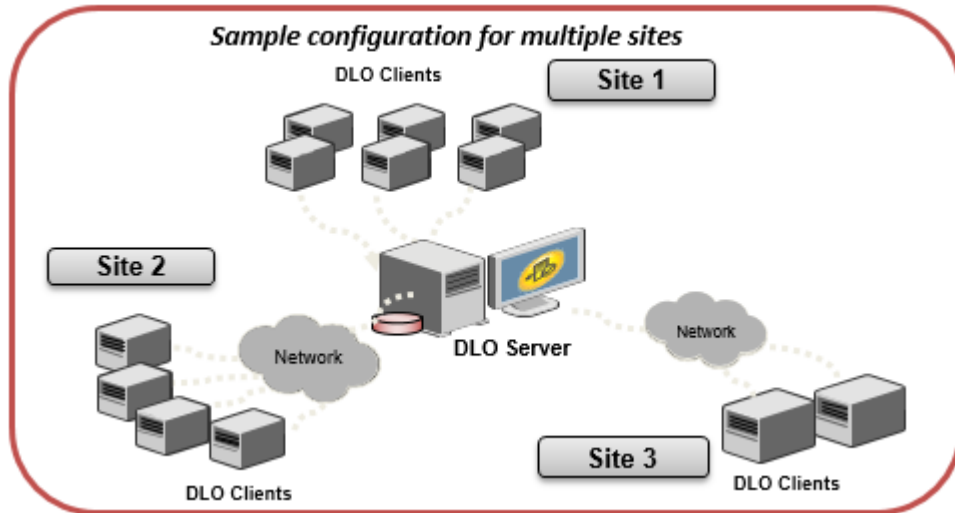 Sample configuration for multiple sites
DLO Clients
Site 1
Site 2
Network
DLO Server
Network
DLO Clients
Site 3
DLO Clients